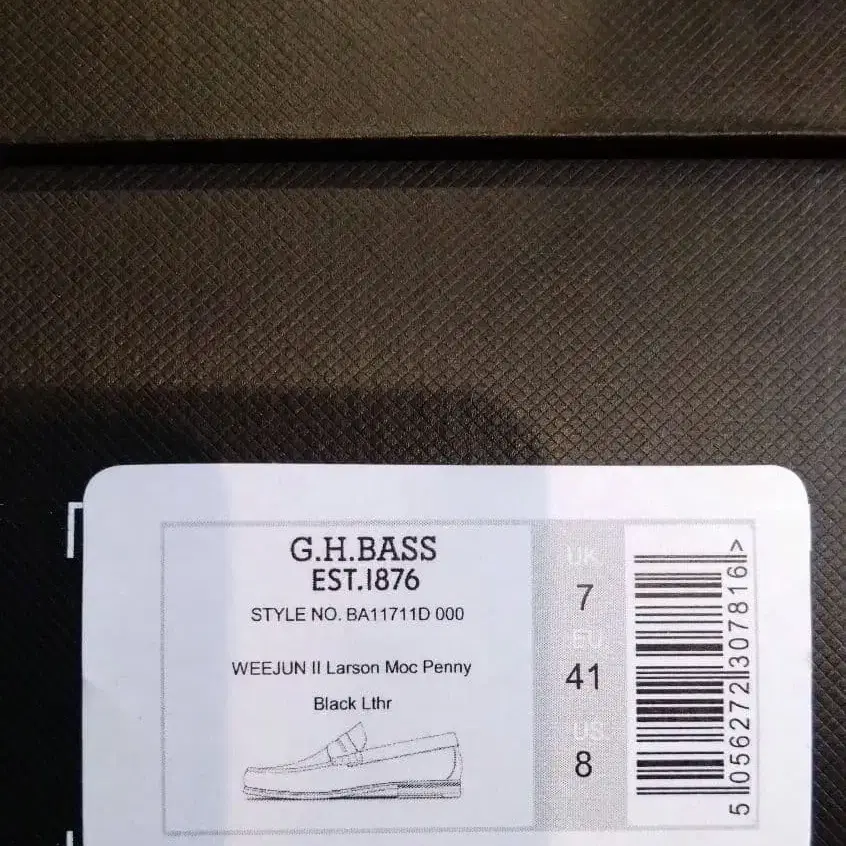 G.H.BASS
EST.1876
STYLE NO. BA11711D 000
WEEJUN II Larson Moc Penny
Black Lthr
UK
7
EU
41
US
8
5 056272 307816 >